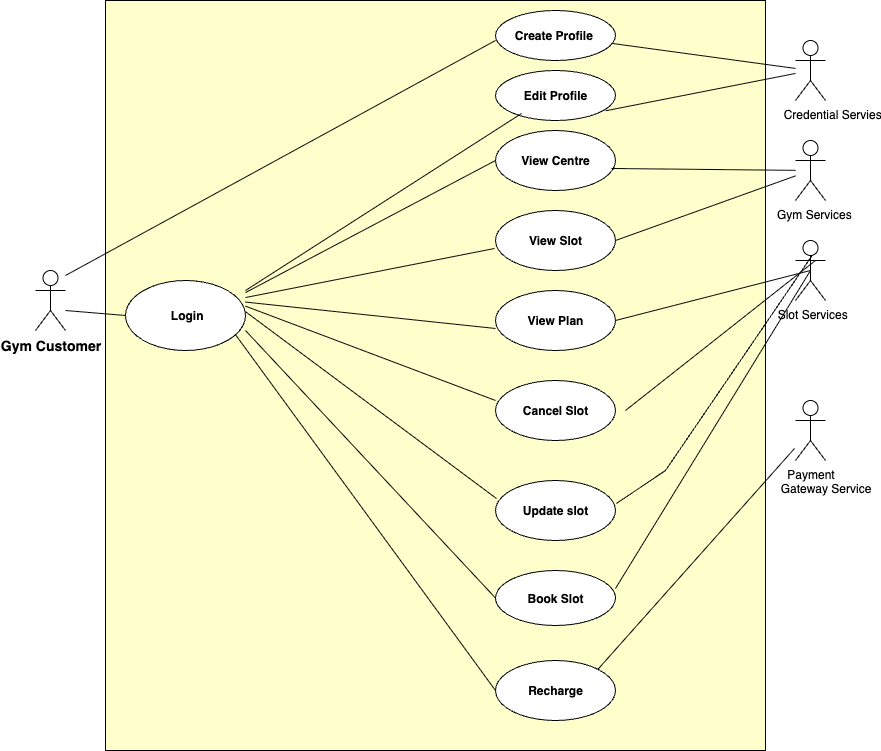 Create Profile
Edit Profile
Credential Servies
View Centre
Gym Services
View Slot
Login
Slot Services
View Plan
Gym Customer
Cancel Slot
Payment
Gateway Service
Update slot
Book Slot
Recharge